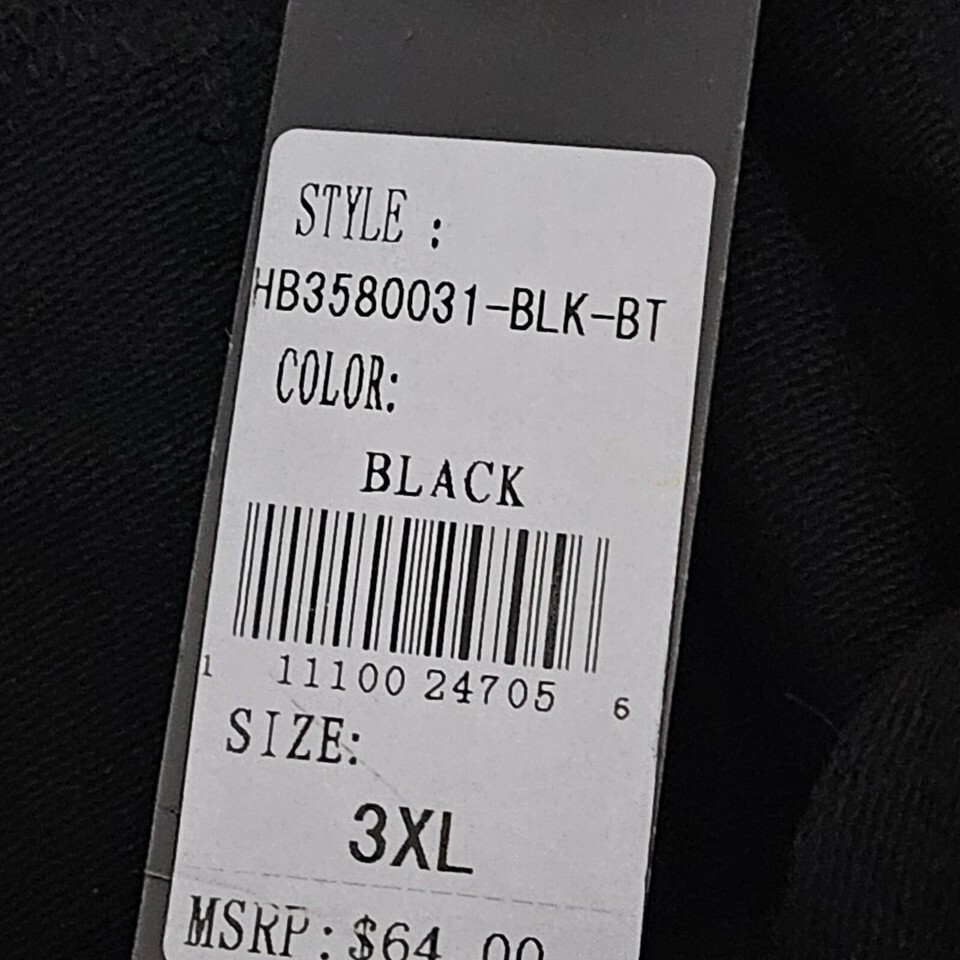 STYLE :
HB3580031-BLK-BT
COLOR:
BLACK
1 11100 24705 6
SIZE:
3XL
MSRP: $64.00